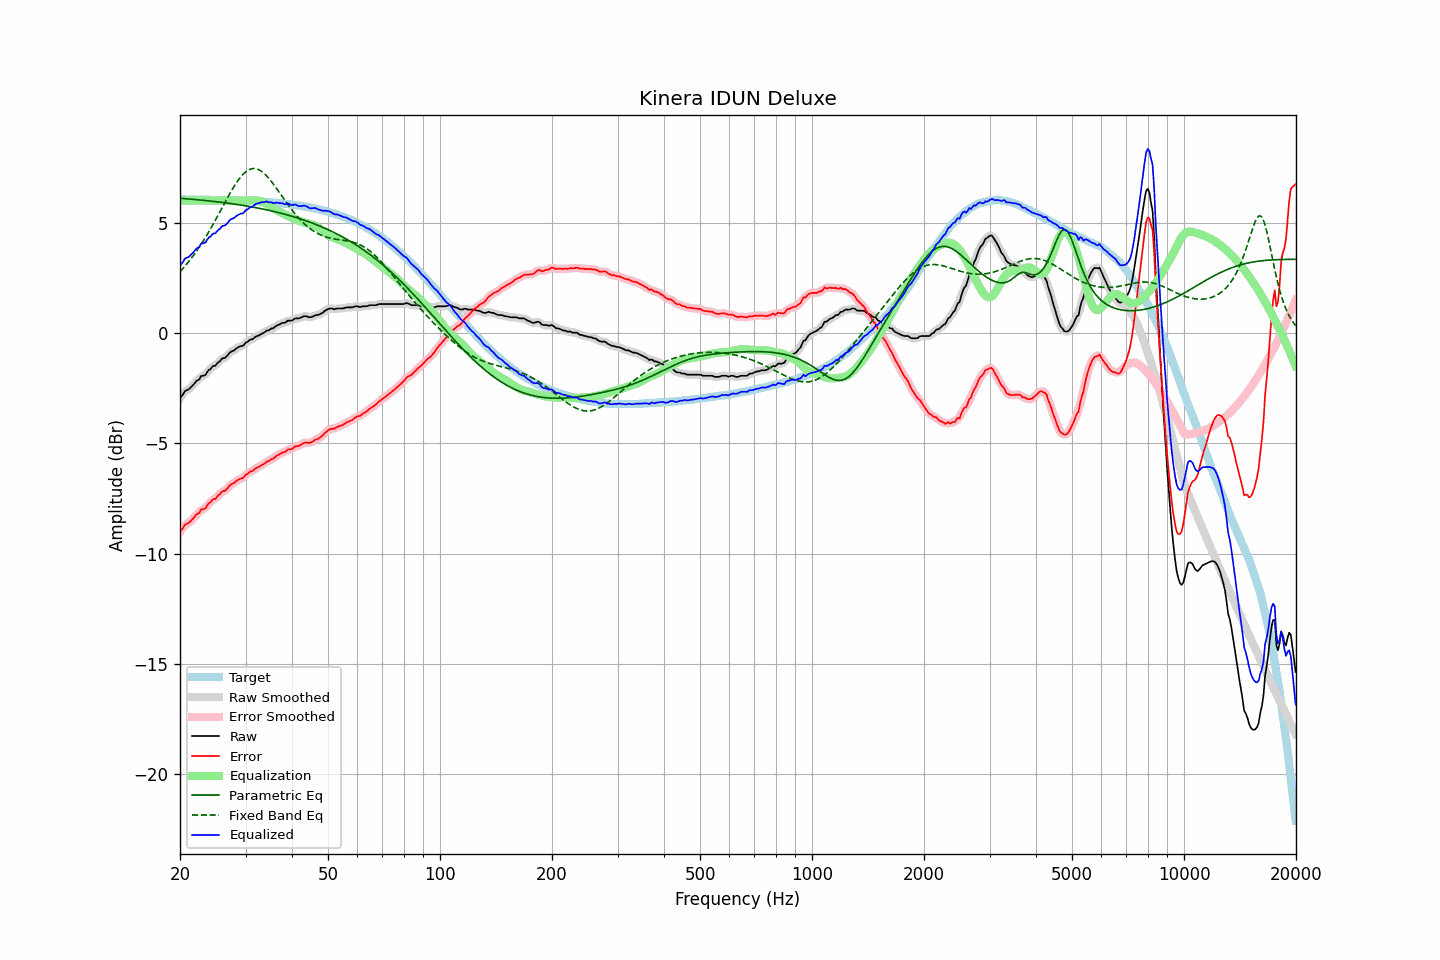 Kinera IDUN Deluxe
Amplitude (dBr)
5
0
−5
−10
−15
−20
Target
Raw Smoothed
Error Smoothed
Raw
Error
Equalization
Parametric Eq
Fixed Band Eq
Equalized
20 50 100 200 500 1000 2000 5000 10000 20000
Frequency (Hz)